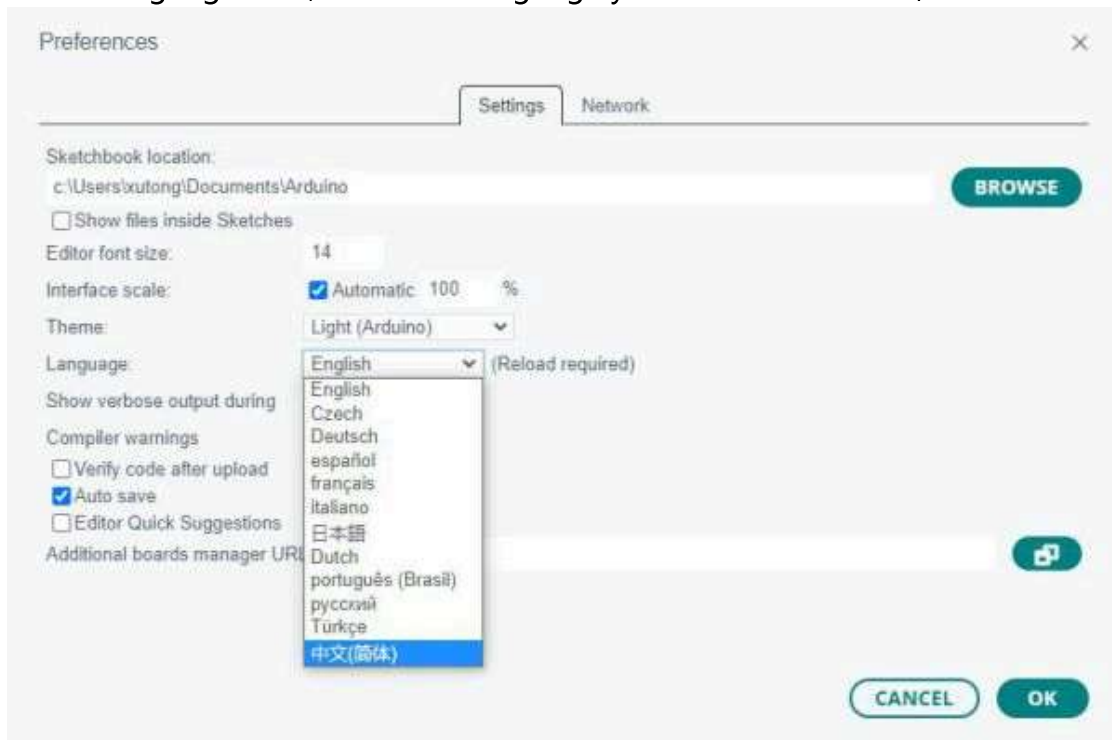 Preferences
Settings Network
Sketchbook location:
c:\Users\xutong\Documents\Arduino
BROWSE
Show files inside Sketches
Editor font size: 14
Interface scale: Automatic 100 %
Theme: Light (Arduino)
Language: English (Reload required)
English
Show verbose output during
Czech
Compiler warnings
Deutsch
Verify code after upload
español
français
Auto save
italiano
Editor Quick Suggestions
日本語
Additional boards manager URL
Dutch
português (Brasil)
русский
Türkçe
中文(简体)
CANCEL OK